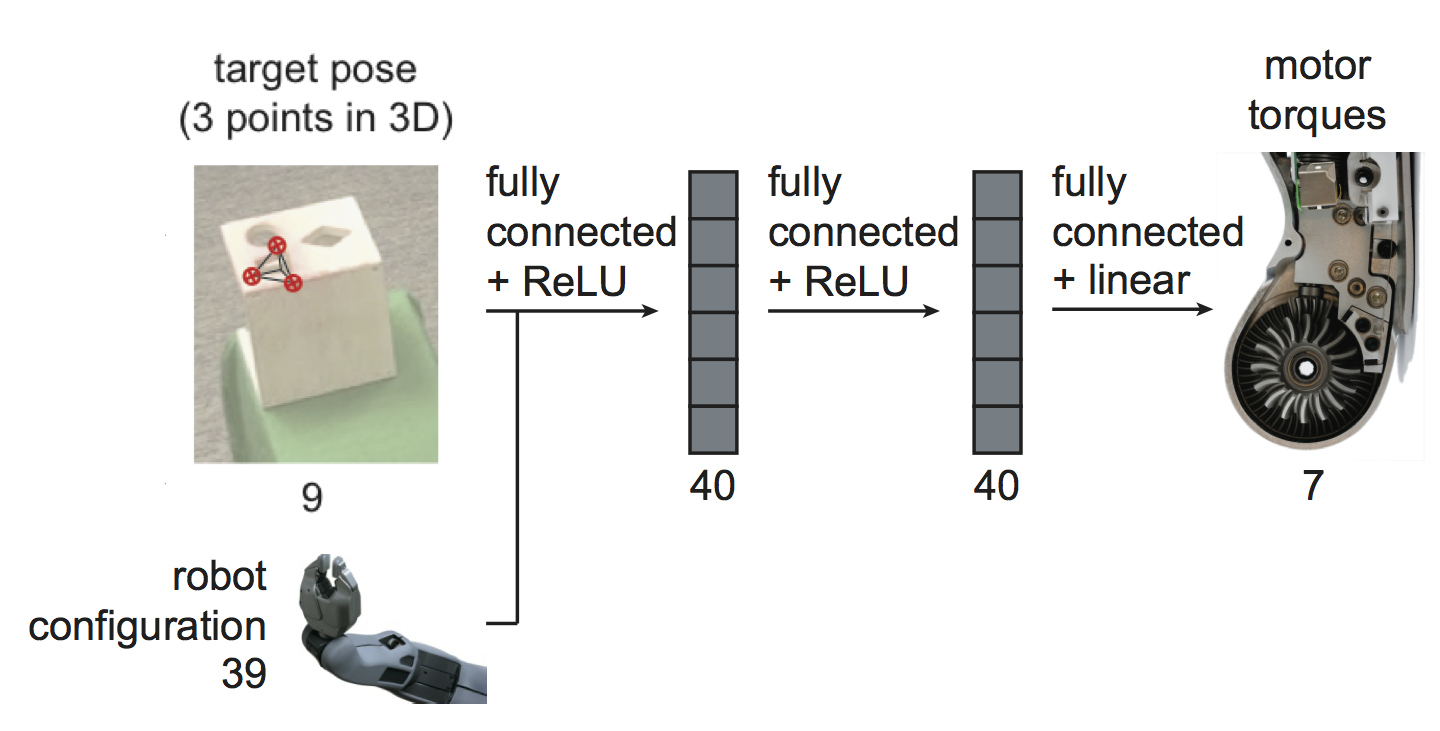 target pose
(3 points in 3D)
9
robot
configuration
39
fully
connected
+ ReLU
40
fully
connected
+ ReLU
40
fully
connected
+ linear
motor
torques
7